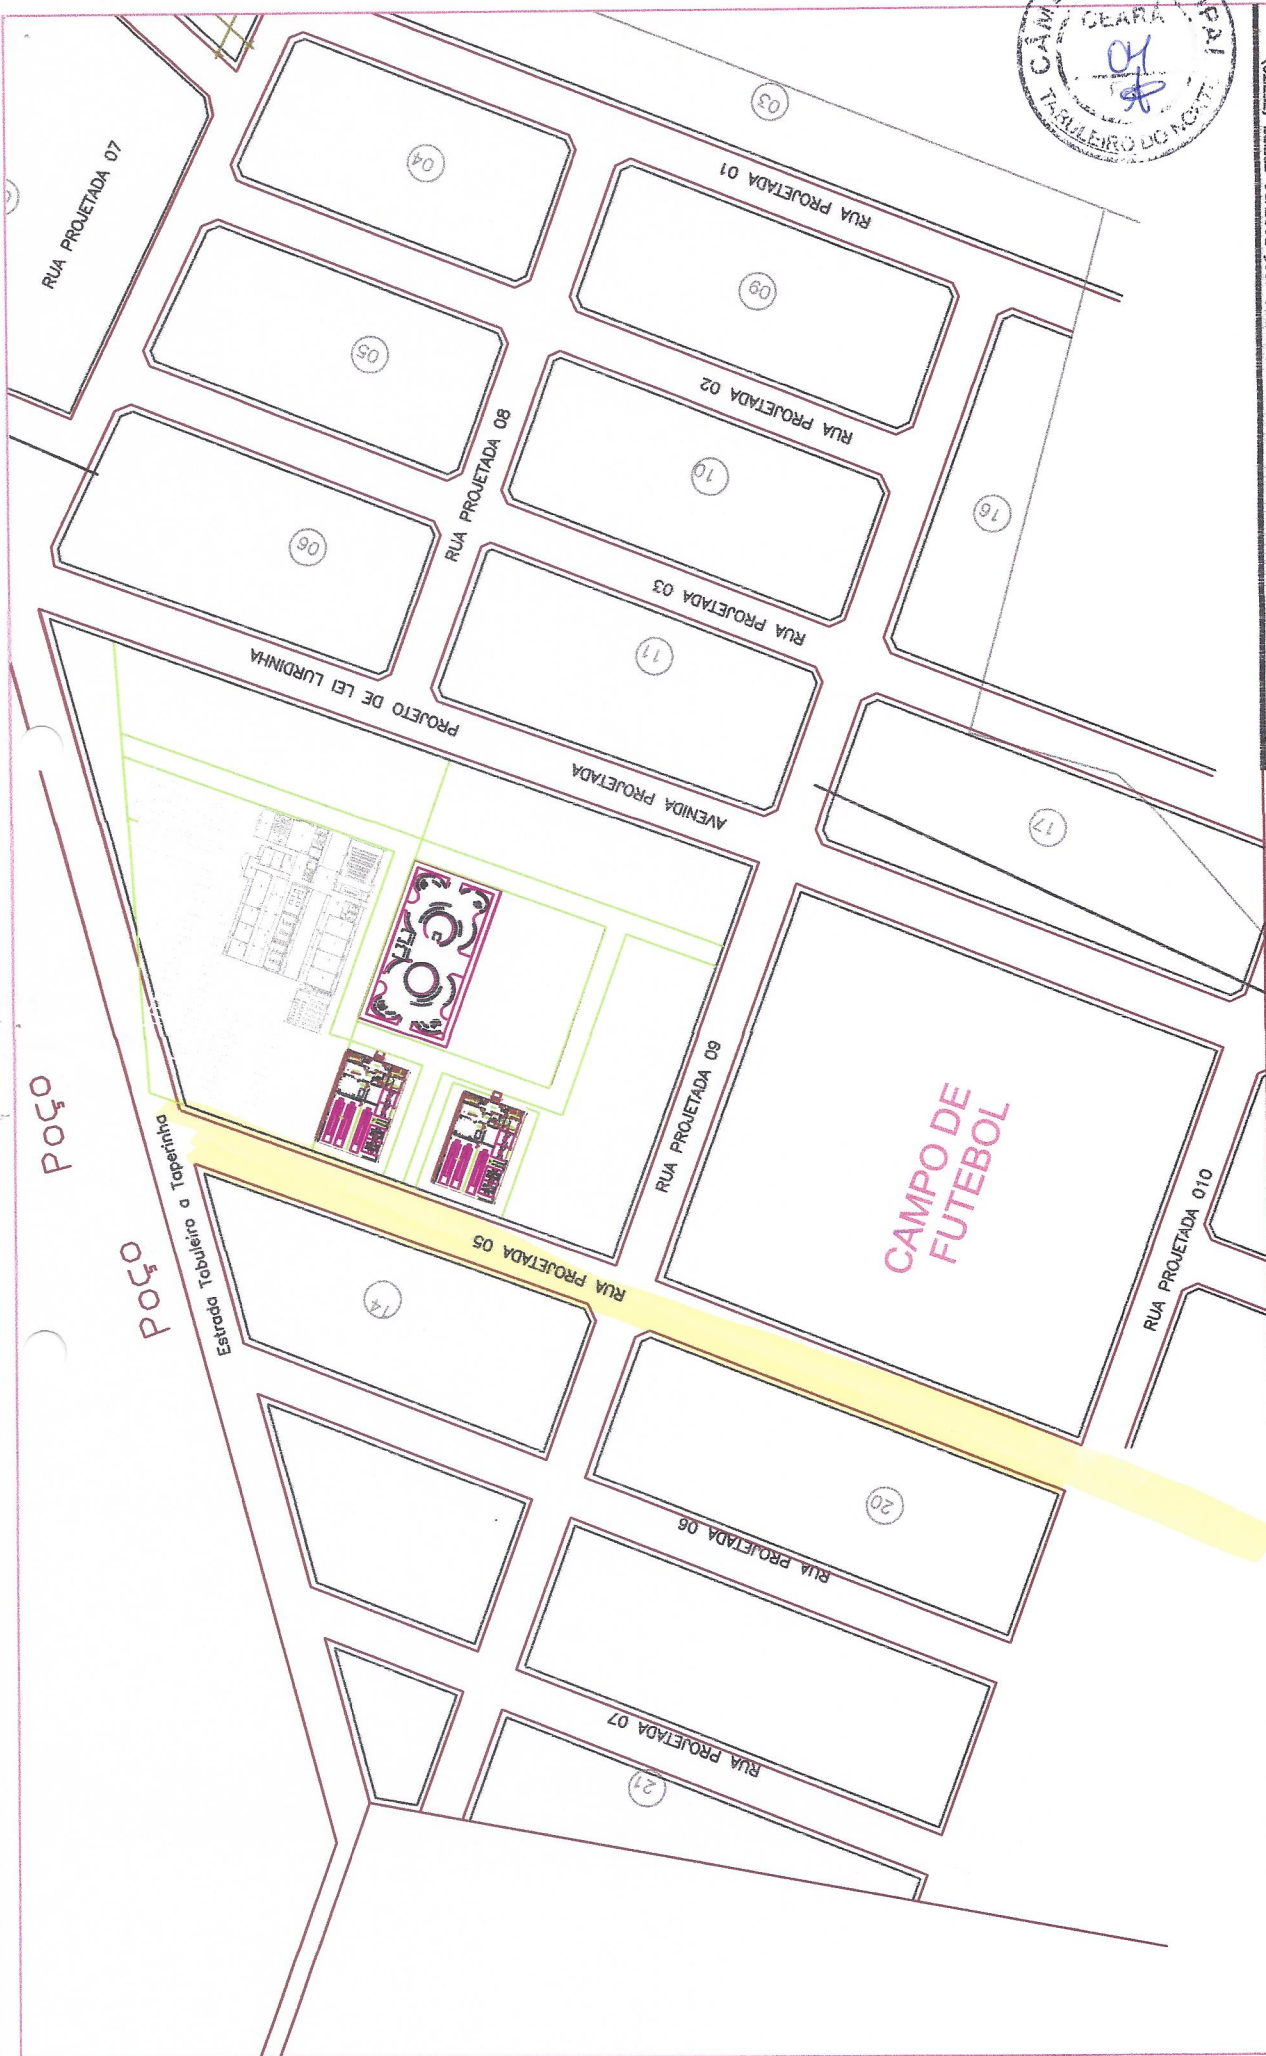 CEARÁ
04
TABULEIRO DO NORTE
03
RUA PROJETADA 07
04
RUA PROJETADA 01
09
05
RUA PROJETADA 02
RUA PROJETADA 08
10
16
06
RUA PROJETADA 03
11
PROJETO DE LEI LURDINHA
AVENIDA PROJETADA
17
RUA PROJETADA 09
POÇO
POÇO
Estrada Tabuleiro a Taperinha
CAMPO DE
FUTEBOL
RUA PROJETADA 010
RUA PROJETADA 05
14
20
RUA PROJETADA 06
RUA PROJETADA 07
21